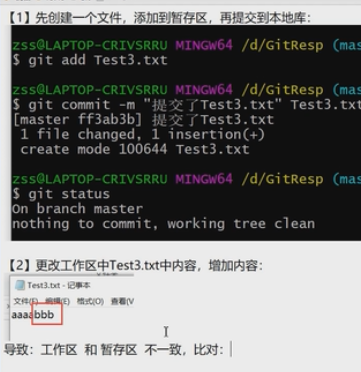 【1】先创建一个文件，添加到暂存区，再提交到本地库：
zss@LAPTOP-CRIVSRRU MINGW64 /d/GitResp (mas
$ git add Test3.txt
zss@LAPTOP-CRIVSRRU MINGW64 /d/GitResp (mas
$ git commit -m "提交了Test3.txt" Test3.txt
[master ff3ab3b] 提交了Test3.txt
1 file changed, 1 insertion(+)
create mode 100644 Test3.txt
zss@LAPTOP-CRIVSRRU MINGW64 /d/GitResp (mas
$ git status
On branch master
nothing to commit, working tree clean
【2】更改工作区中Test3.txt中内容，增加内容：
Test3.txt - 记事本
文件(F) 编辑(E) 格式(O) 查看(V
aaaabbb
导致：工作区 和 暂存区 不一致，比对：